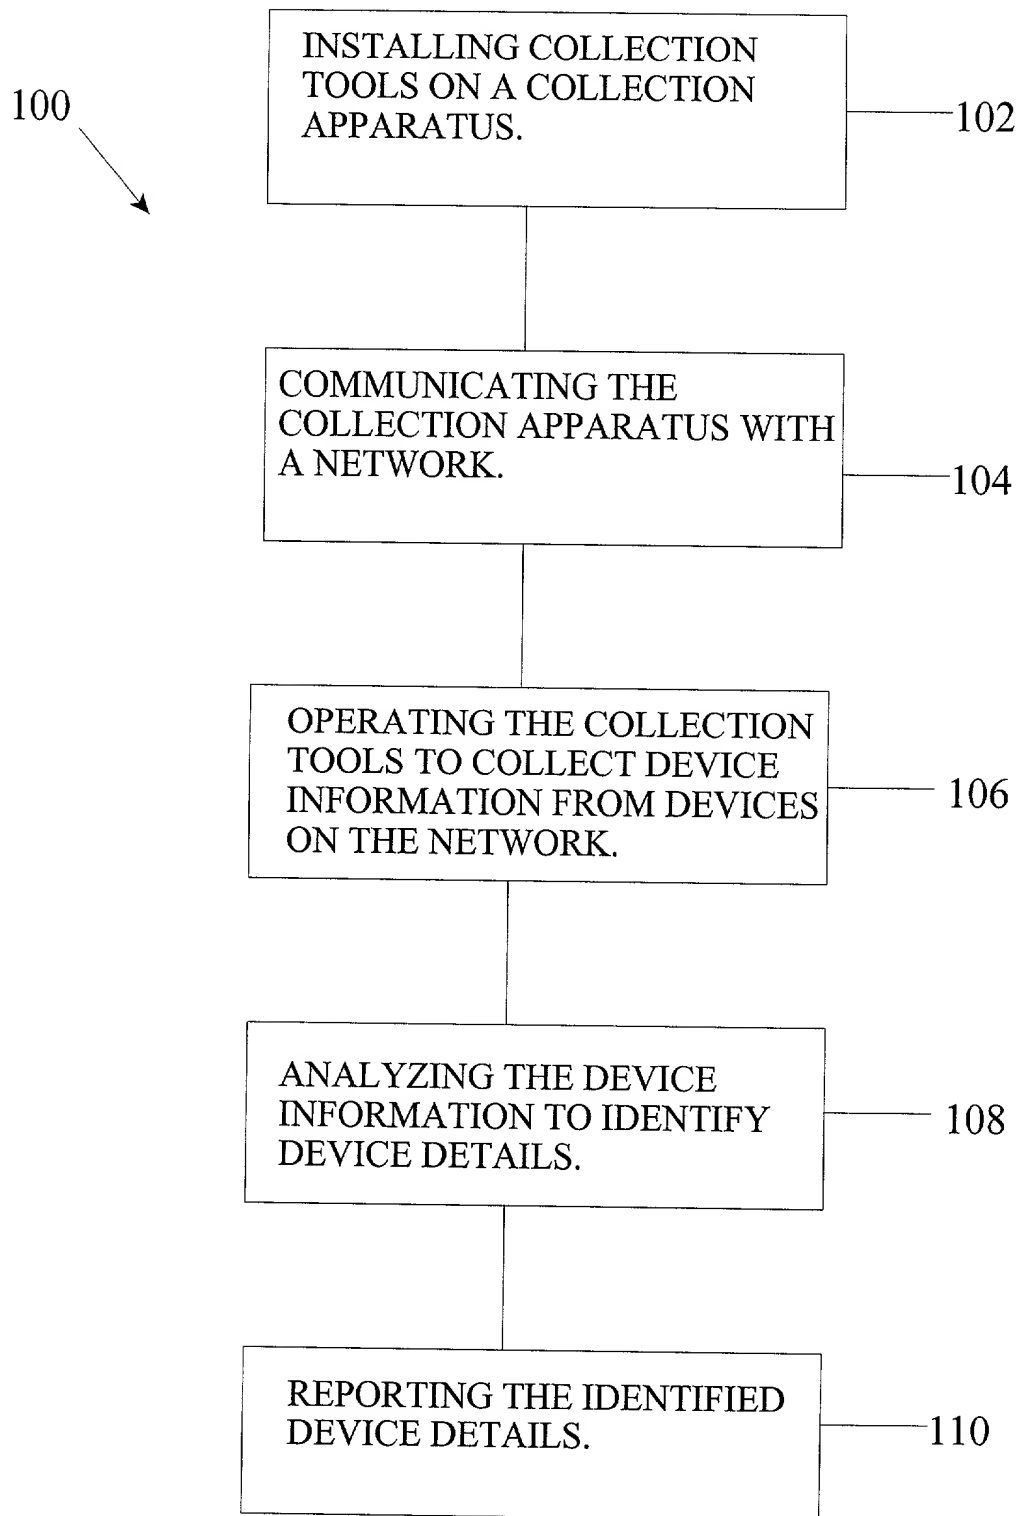 INSTALLING COLLECTION
TOOLS ON A COLLECTION
APPARATUS.
100
102
COMMUNICATING THE
COLLECTION APPARATUS WITH
A NETWORK.
104
OPERATING THE COLLECTION
TOOLS TO COLLECT DEVICE
INFORMATION FROM DEVICES
ON THE NETWORK.
106
ANALYZING THE DEVICE
INFORMATION TO IDENTIFY
DEVICE DETAILS.
108
REPORTING THE IDENTIFIED
DEVICE DETAILS.
110